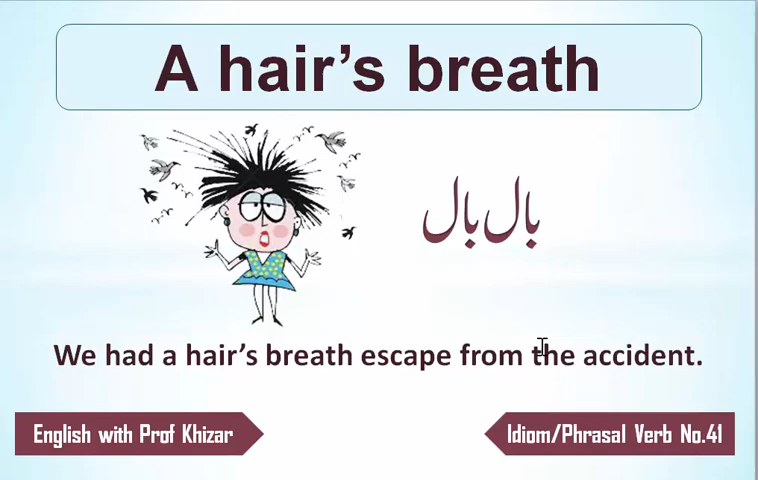 A hair's breath
بال بال
We had a hair's breath escape from the accident.
English with Prof Khizar
Idiom/Phrasal Verb No.41